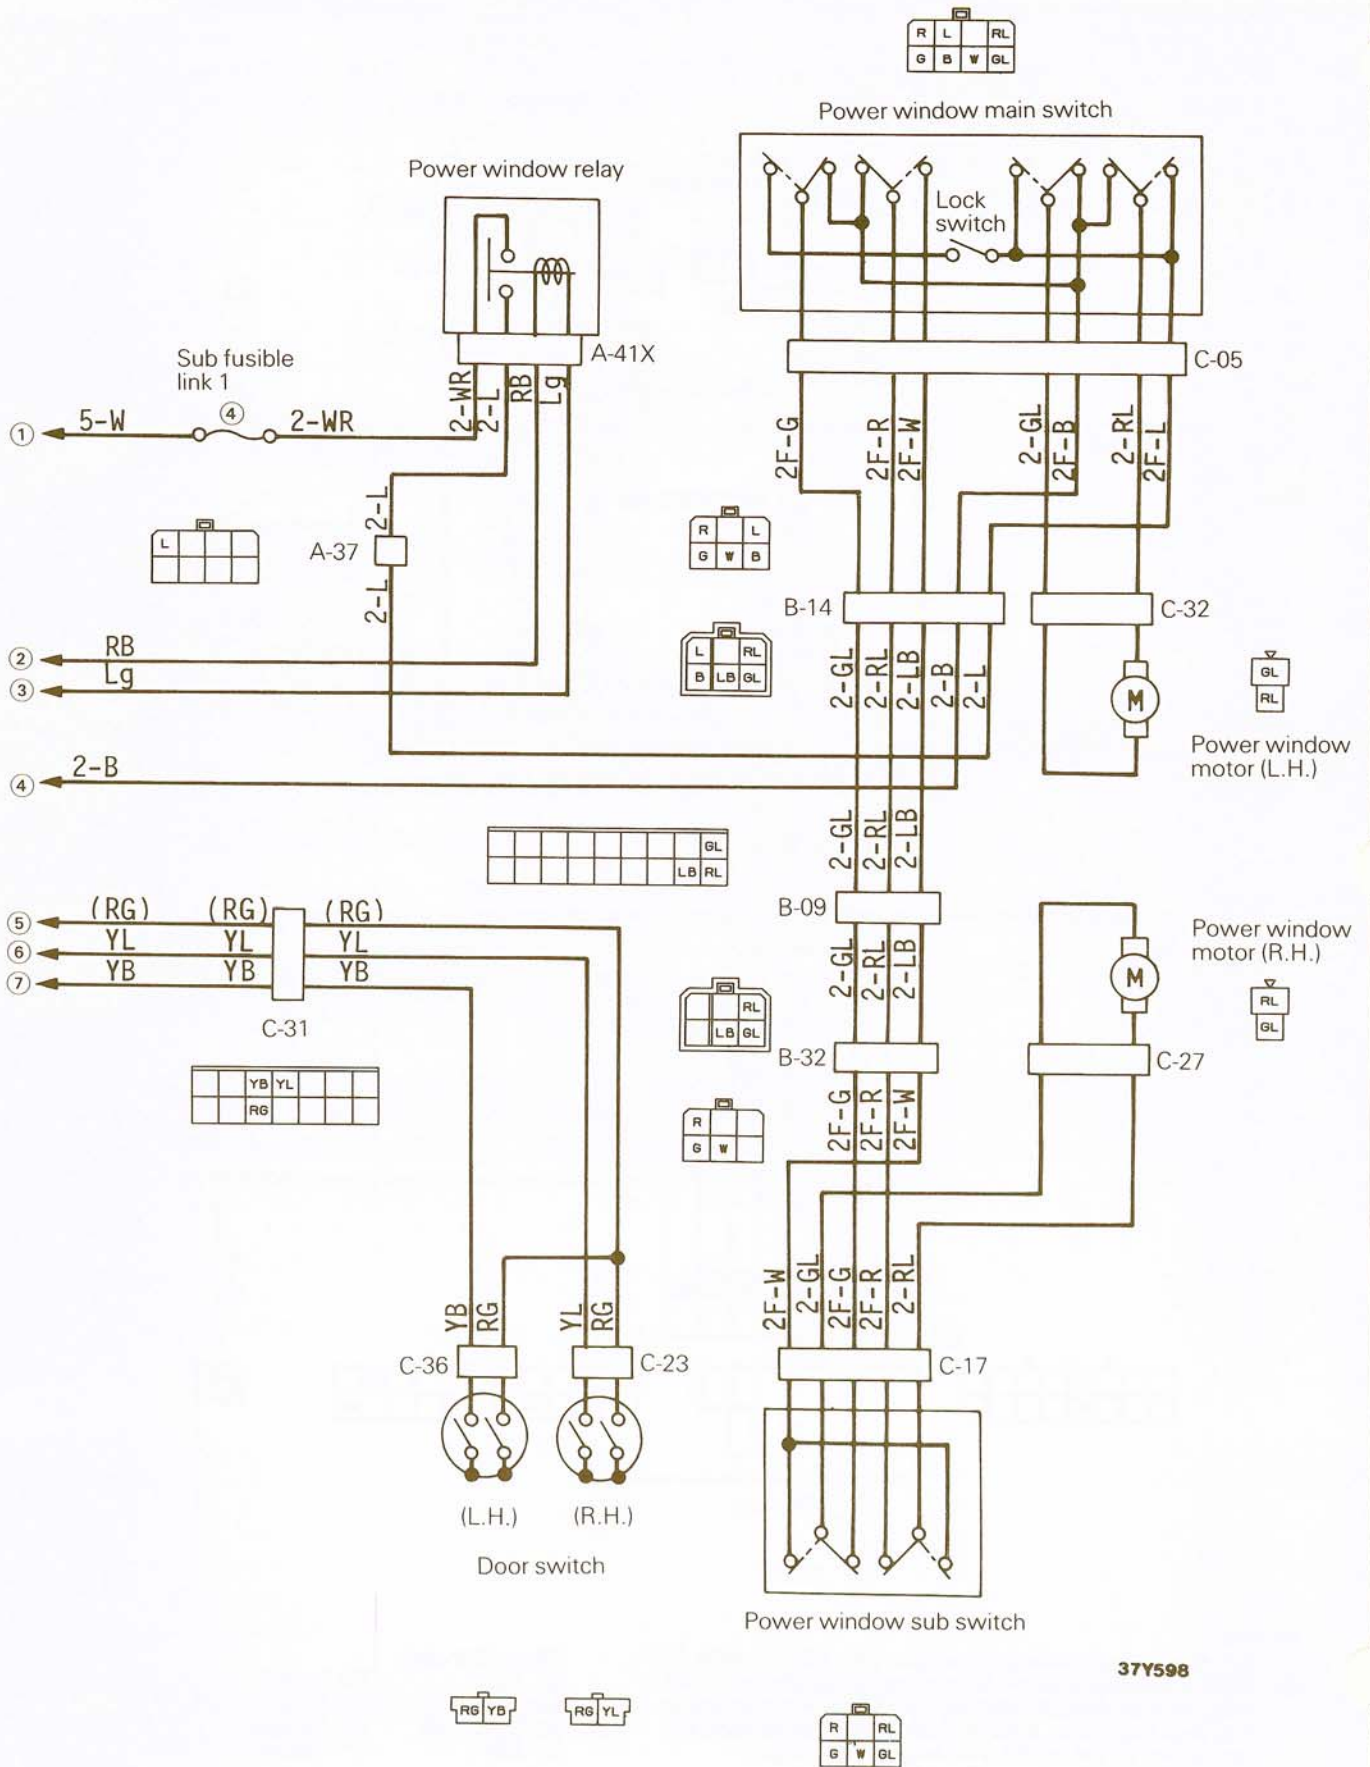 R L RL
G B W GL
Power window main switch
Power window relay
Lock
switch
A-41X
C-05
Sub fusible
link 1
④
① 5-W 2-WR
2-WR
2-L
RB
Lg
2F-G
2F-R
2F-W
2-GL
2F-B
2-RL
2F-L
L
2-L
A-37
2-L
R L
G W B
B-14
C-32
L RL
B LB GL
② RB
③ Lg
2-GL
2-RL
2-LB
2-B
2-L
M
GL
RL
Power window
motor (L.H.)
④ 2-B
2-GL
2-RL
2-LB
GL
LB RL
B-09
⑤ (RG) (RG) (RG)
⑥ YL YL YL
⑦ YB YB YB
C-31
2-GL
2-RL
2-LB
M
Power window
motor (R.H.)
RL
GL
RL
LB GL
B-32
C-27
YB YL
RG
R
G W
2F-G
2F-R
2F-W
YB
RG
YL
RG
2F-W
2-GL
2F-G
2F-R
2-RL
C-36
C-23
C-17
(L.H.) (R.H.)
Door switch
Power window sub switch
37Y598
RG YB
RG YL
R RL
G W GL